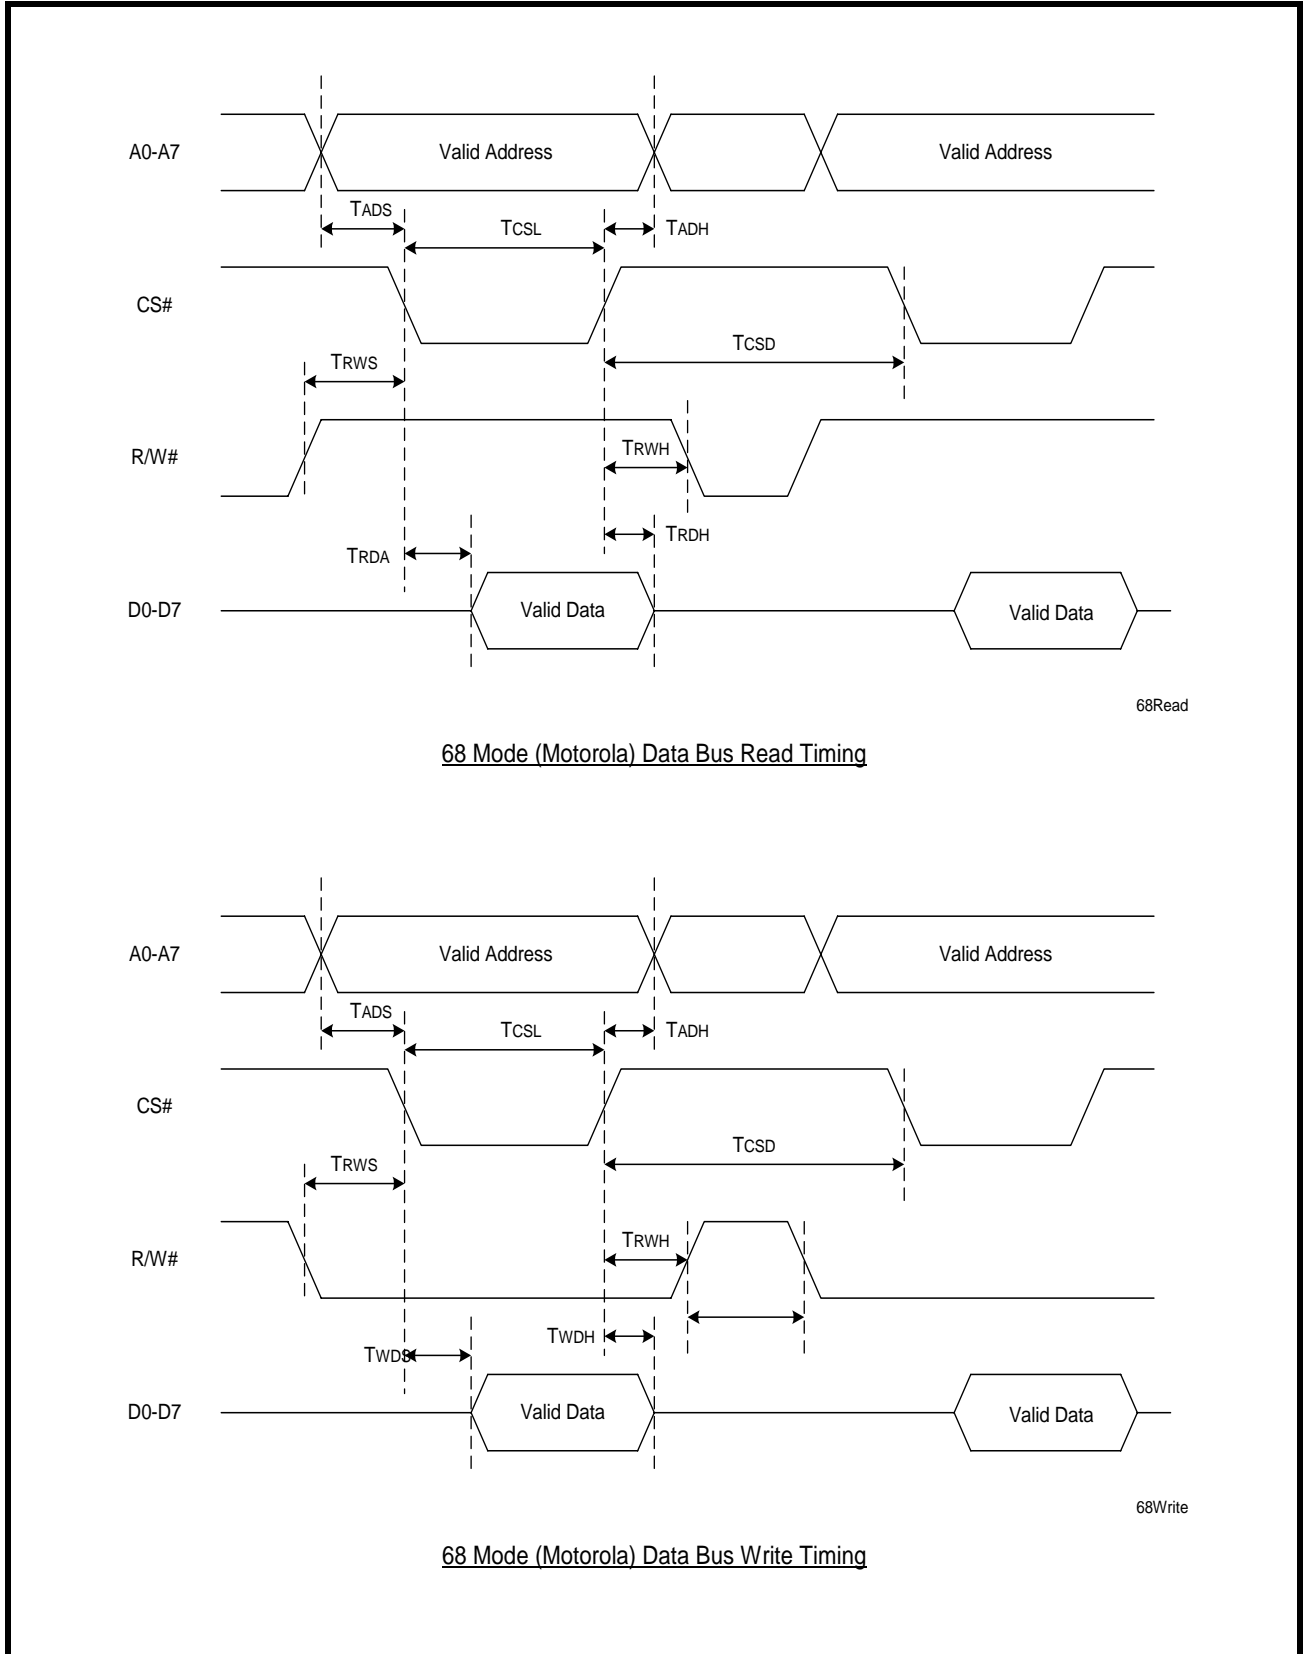 A0-A7
Valid Address
Valid Address
TADS
TCSL
TADH
CS#
TCSD
TRWS
R/W#
TRWH
TRDH
TRDA
D0-D7
Valid Data
Valid Data
68Read
68 Mode (Motorola) Data Bus Read Timing
A0-A7
Valid Address
Valid Address
TADS
TCSL
TADH
CS#
TCSD
TRWS
R/W#
TRWH
TWDH
TWDS
D0-D7
Valid Data
Valid Data
68Write
68 Mode (Motorola) Data Bus Write Timing